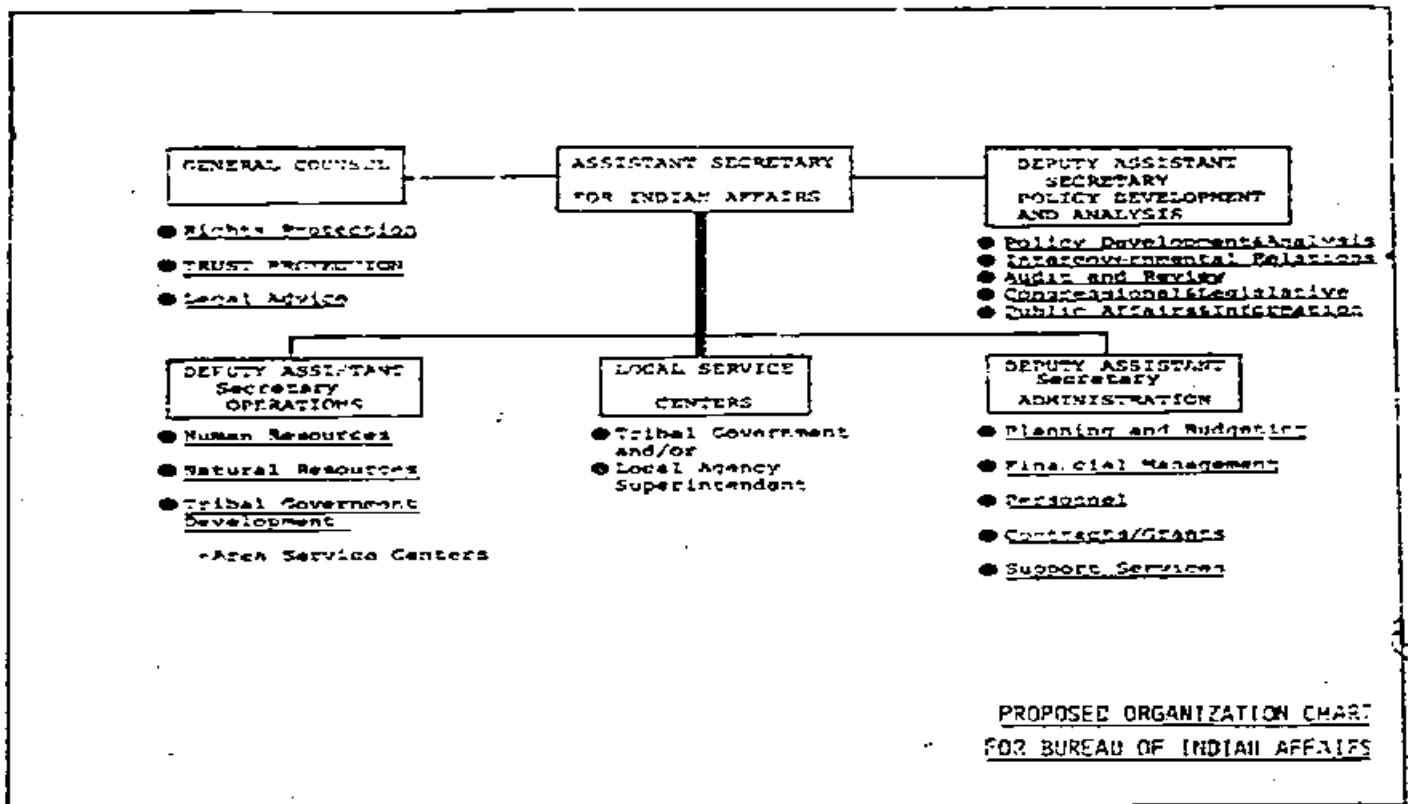 GENERAL COUNSEL
● Rights Protection
● TRUST PROTECTION
● Legal Advice
ASSISTANT SECRETARY
FOR INDIAN AFFAIRS
DEPUTY ASSISTANT
SECRETARY
POLICY DEVELOPMENT
AND ANALYSIS
● Policy Development&Analysis
● Intergovernmental Relations
● Audit and Review
● Congressional&Legislative
● Public Affairs&Information
DEPUTY ASSISTANT
Secretary
OPERATIONS
● Human Resources
● Natural Resources
● Tribal Government
Development
-Area Service Centers
LOCAL SERVICE
CENTERS
● Tribal Government
and/or
● Local Agency
Superintendant
DEPUTY ASSISTANT
Secretary
ADMINISTRATION
● Planning and Budgeting
● Financial Management
● Personnel
● Contracts/Grants
● Support Services
PROPOSED ORGANIZATION CHART
FOR BUREAU OF INDIAN AFFAIRS